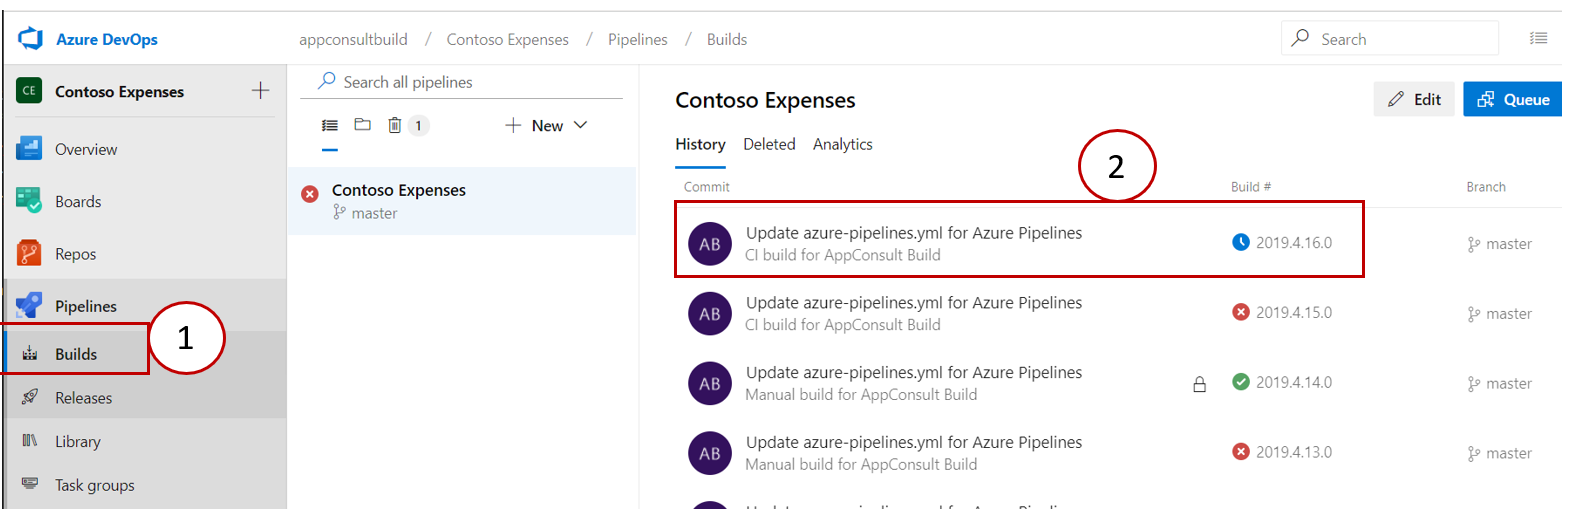 Azure DevOps
appconsultbuild / Contoso Expenses / Pipelines / Builds
Search
CE Contoso Expenses
Overview
Boards
Repos
Pipelines
1
Builds
Releases
Library
Task groups
Search all pipelines
1
New
Contoso Expenses
master
Contoso Expenses
Edit
Queue
History Deleted Analytics
2
Commit Build # Branch
AB Update azure-pipelines.yml for Azure Pipelines
CI build for AppConsult Build
2019.4.16.0 master
AB Update azure-pipelines.yml for Azure Pipelines
CI build for AppConsult Build
2019.4.15.0 master
AB Update azure-pipelines.yml for Azure Pipelines
Manual build for AppConsult Build
2019.4.14.0 master
AB Update azure-pipelines.yml for Azure Pipelines
Manual build for AppConsult Build
2019.4.13.0 master